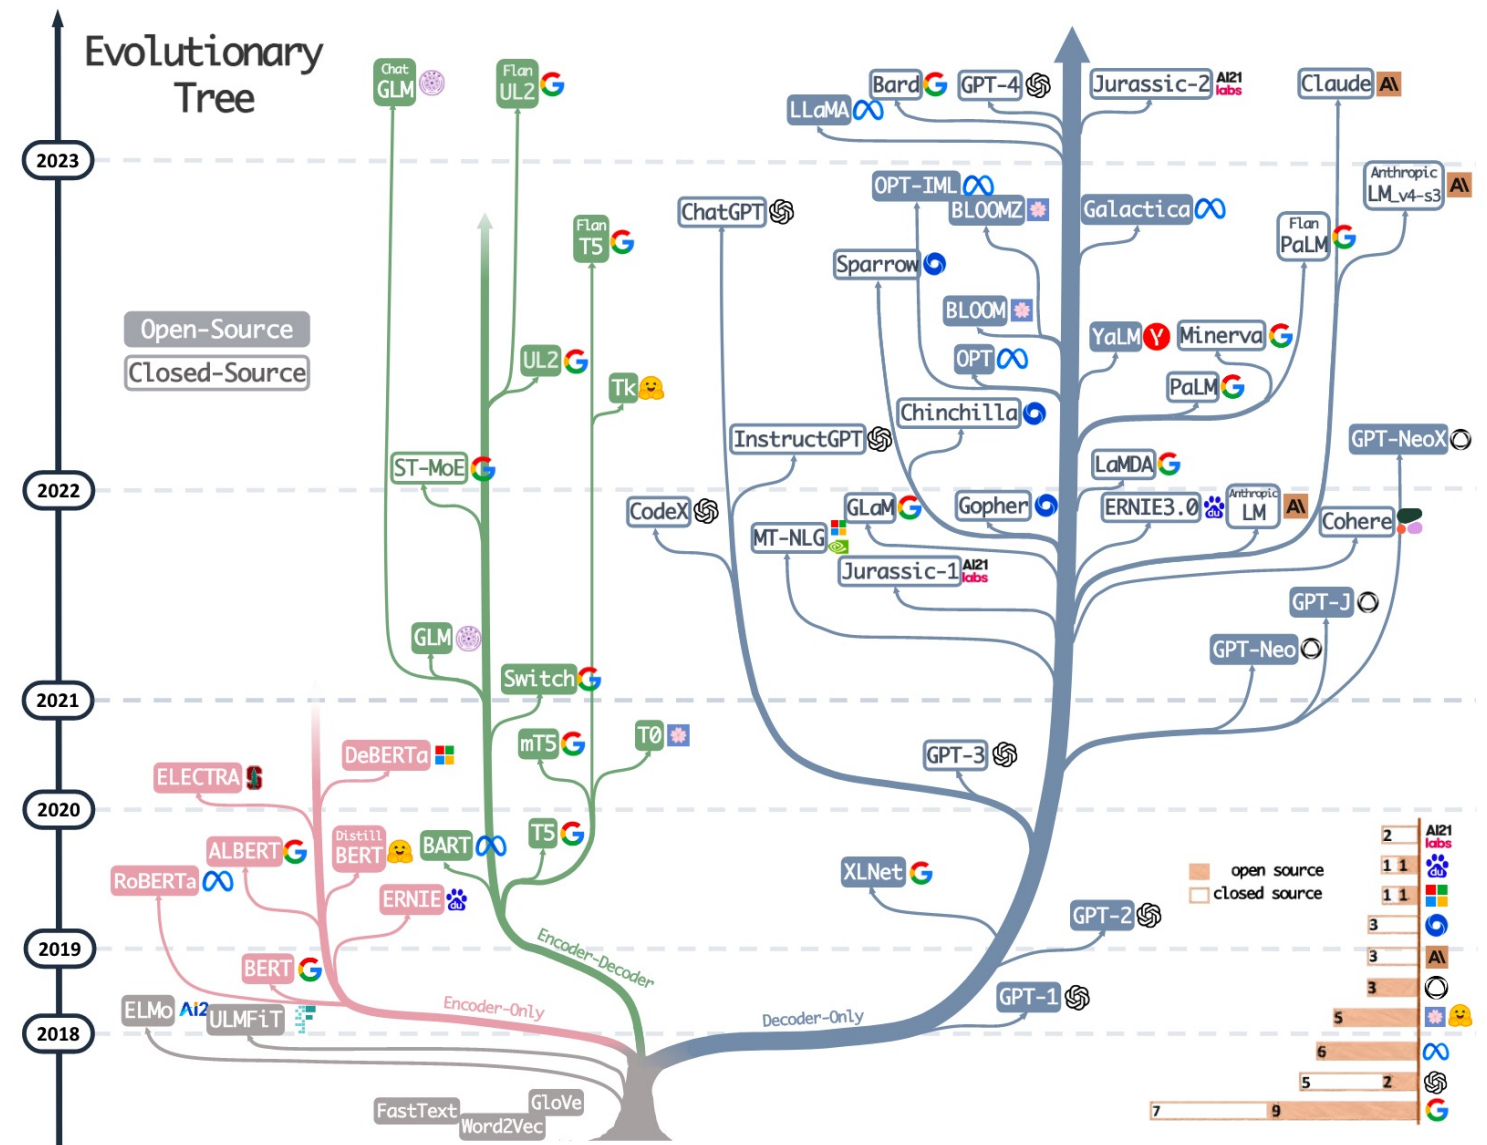 Evolutionary
Tree
Chat
GLM
Flan
UL2
Bard
GPT-4
Jurassic-2
AI21
labs
Claude
A\
LLaMA
2023
OPT-IML
BLOOMZ
Galactica
Anthropic
LM_v4-s3
A\
ChatGPT
Flan
T5
Flan
PaLM
Sparrow
Open-Source
Closed-Source
BLOOM
YaLM
Minerva
UL2
OPT
Tk
PaLM
Chinchilla
InstructGPT
GPT-NeoX
ST-MoE
LaMDA
2022
CodeX
GLaM
Gopher
ERNIE3.0
du
Anthropic
LM
A\
Cohere
MT-NLG
Jurassic-1
AI21
labs
GPT-J
GLM
GPT-Neo
Switch
2021
mT5
T0
DeBERTa
GPT-3
ELECTRA
S
2020
Distill
BERT
BART
T5
ALBERT
RoBERTa
XLNet
ERNIE
du
GPT-2
2019
Encoder-Decoder
BERT
ELMo
Ai2
ULMFiT
Encoder-Only
Decoder-Only
GPT-1
2018
FastText
Word2Vec
GloVe
open source
closed source
2 AI21
labs
1 1 du
1 1
3
3 A\
3
5
6
5 2
7 9